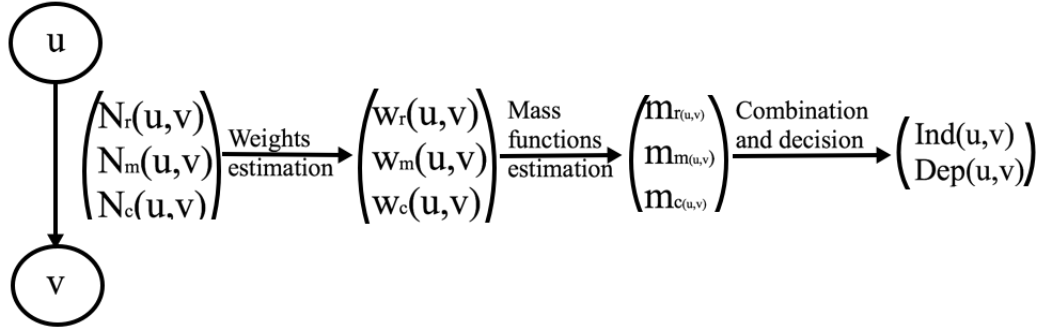 u
Nr(u,v)
Nm(u,v)
Nc(u,v)
Weights
estimation
wr(u,v)
wm(u,v)
wc(u,v)
Mass
functions
estimation
mr(u,v)
mm(u,v)
mc(u,v)
Combination
and decision
Ind(u,v)
Dep(u,v)
v